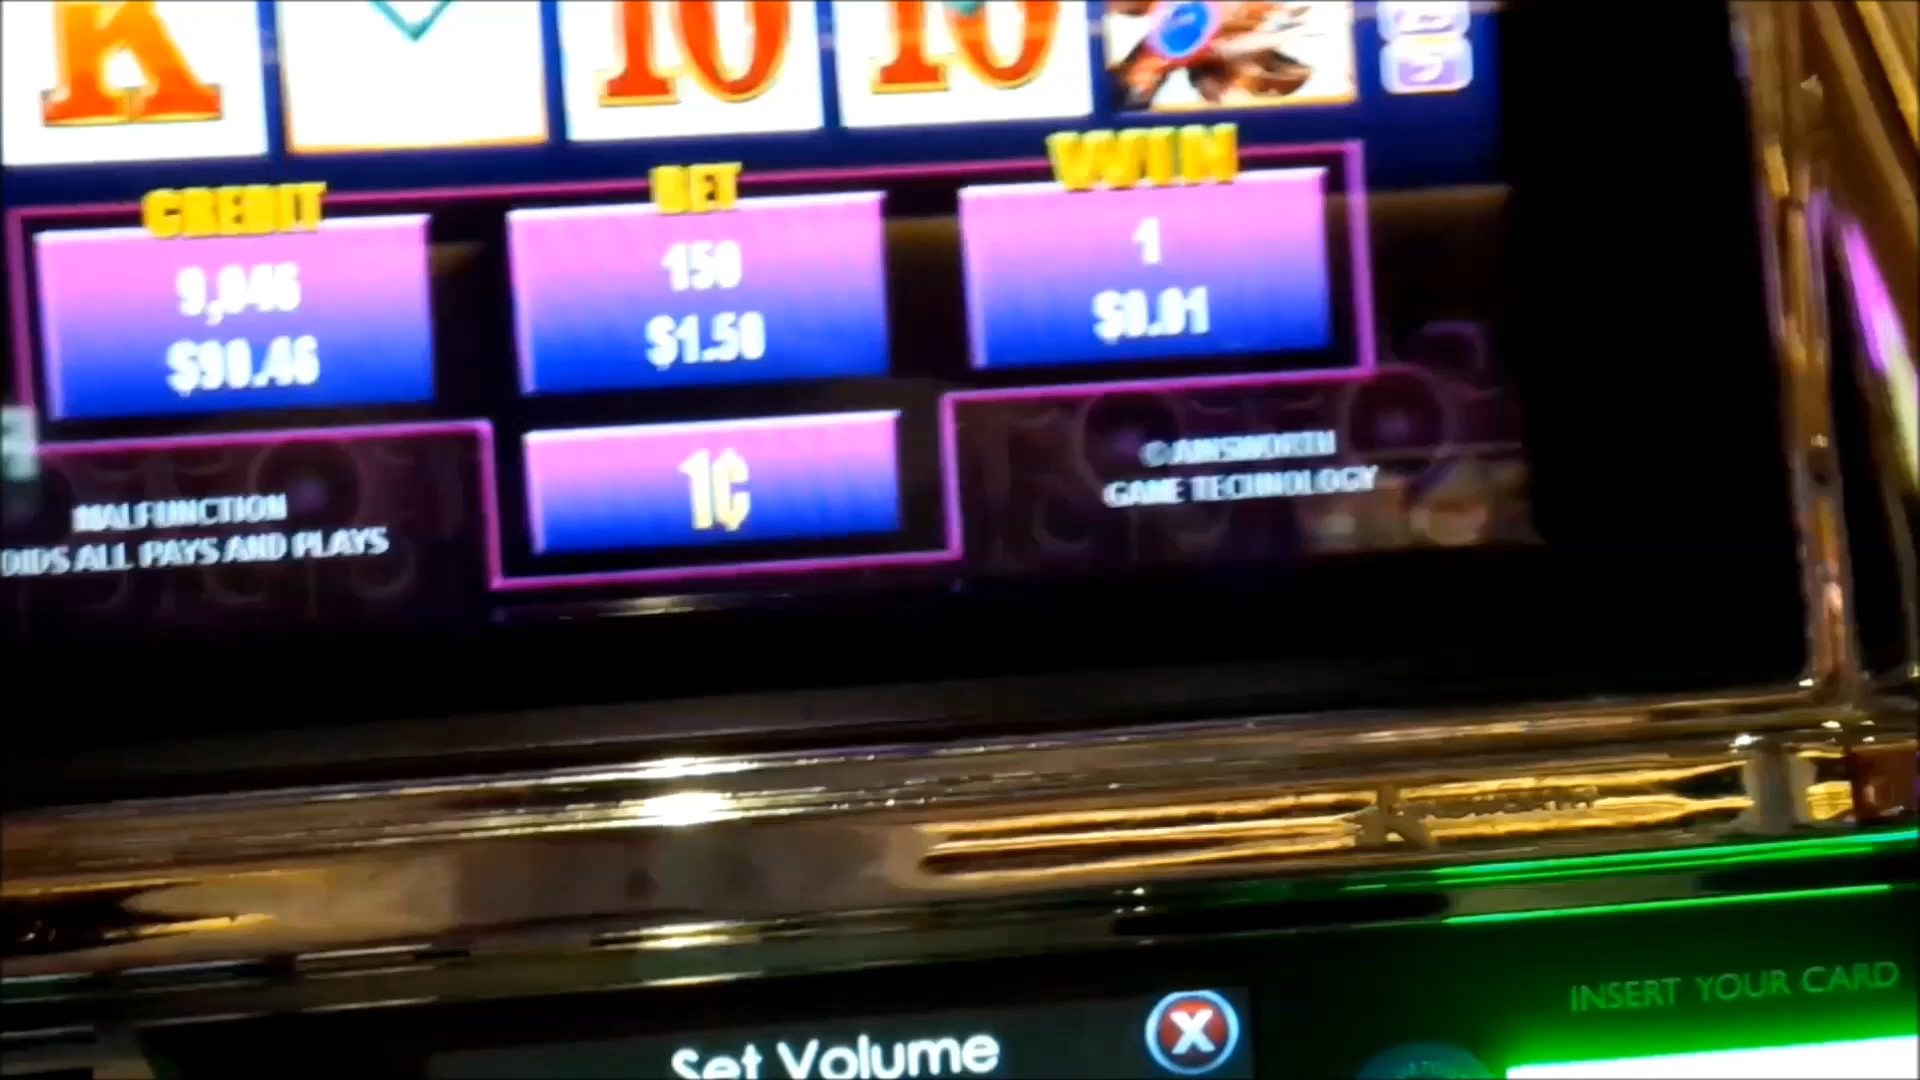 K 10 10
CREDIT BET WIN
9,046 150 1
$90.46 $1.50 $0.01
1¢
© AINSWORTH
GAME TECHNOLOGY
MALFUNCTION
OIDS ALL PAYS AND PLAYS
INSERT YOUR CARD
Set Volume X